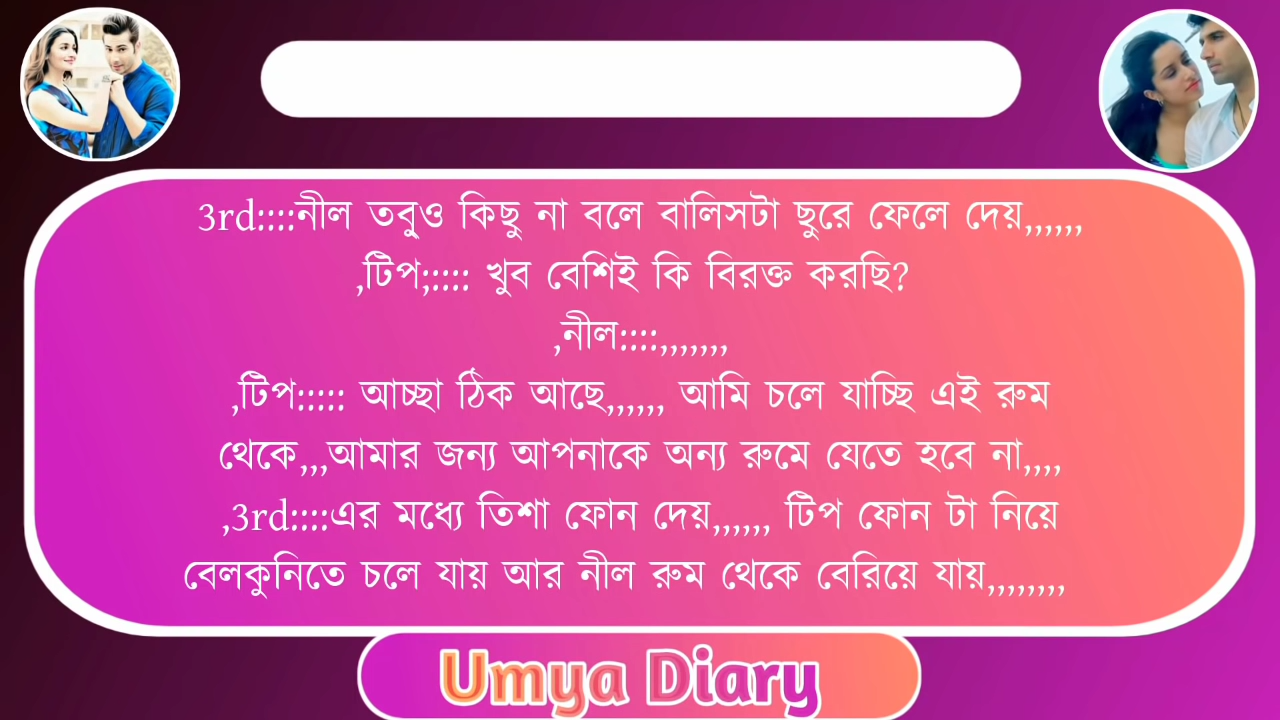 3rd::::নীল তবুও কিছু না বলে বালিসটা ছুরে ফেলে দেয়,,,,,,
,টিপ;:::: খুব বেশিই কি বিরক্ত করছি?
,নীল::::,,,,,,,
,টিপ::::: আচ্ছা ঠিক আছে,,,,,, আমি চলে যাচ্ছি এই রুম
থেকে,,,আমার জন্য আপনাকে অন্য রুমে যেতে হবে না,,,,
,3rd::::এর মধ্যে তিশা ফোন দেয়,,,,,, টিপ ফোন টা নিয়ে
বেলকুনিতে চলে যায় আর নীল রুম থেকে বেরিয়ে যায়,,,,,,,,
Umya Diary